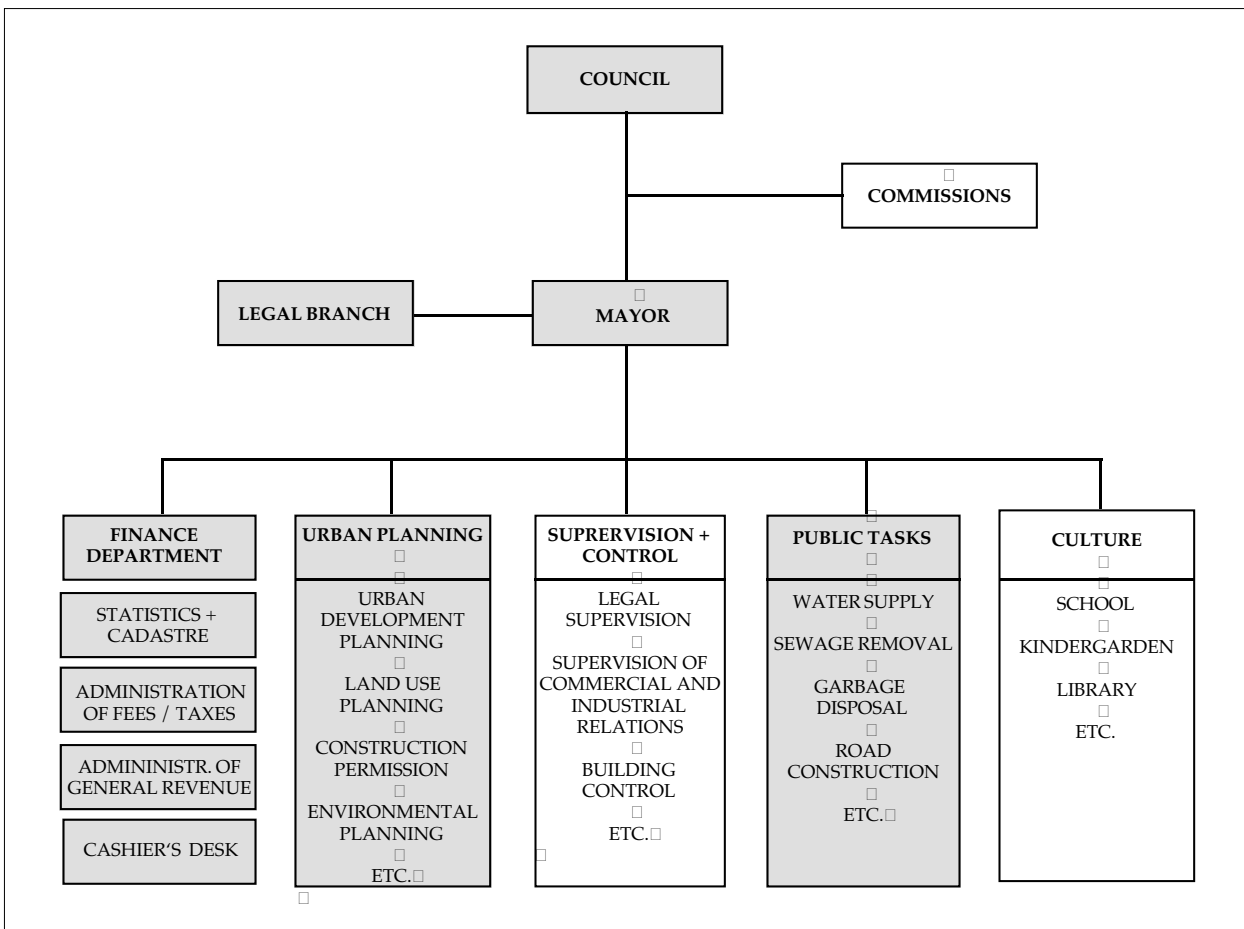 COUNCIL
COMMISSIONS
LEGAL BRANCH
MAYOR
FINANCE
DEPARTMENT
STATISTICS +
CADASTRE
ADMINISTRATION
OF FEES / TAXES
ADMININISTR. OF
GENERAL REVENUE
CASHIER‘S DESK
URBAN PLANNING
URBAN
DEVELOPMENT
PLANNING
LAND USE
PLANNING
CONSTRUCTION
PERMISSION
ENVIRONMENTAL
PLANNING
ETC.
SUPRERVISION +
CONTROL
LEGAL
SUPERVISION
SUPERVISION OF
COMMERCIAL AND
INDUSTRIAL
RELATIONS
BUILDING
CONTROL
ETC.
PUBLIC TASKS
WATER SUPPLY
SEWAGE REMOVAL
GARBAGE
DISPOSAL
ROAD
CONSTRUCTION
ETC.
CULTURE
SCHOOL
KINDERGARDEN
LIBRARY
ETC.